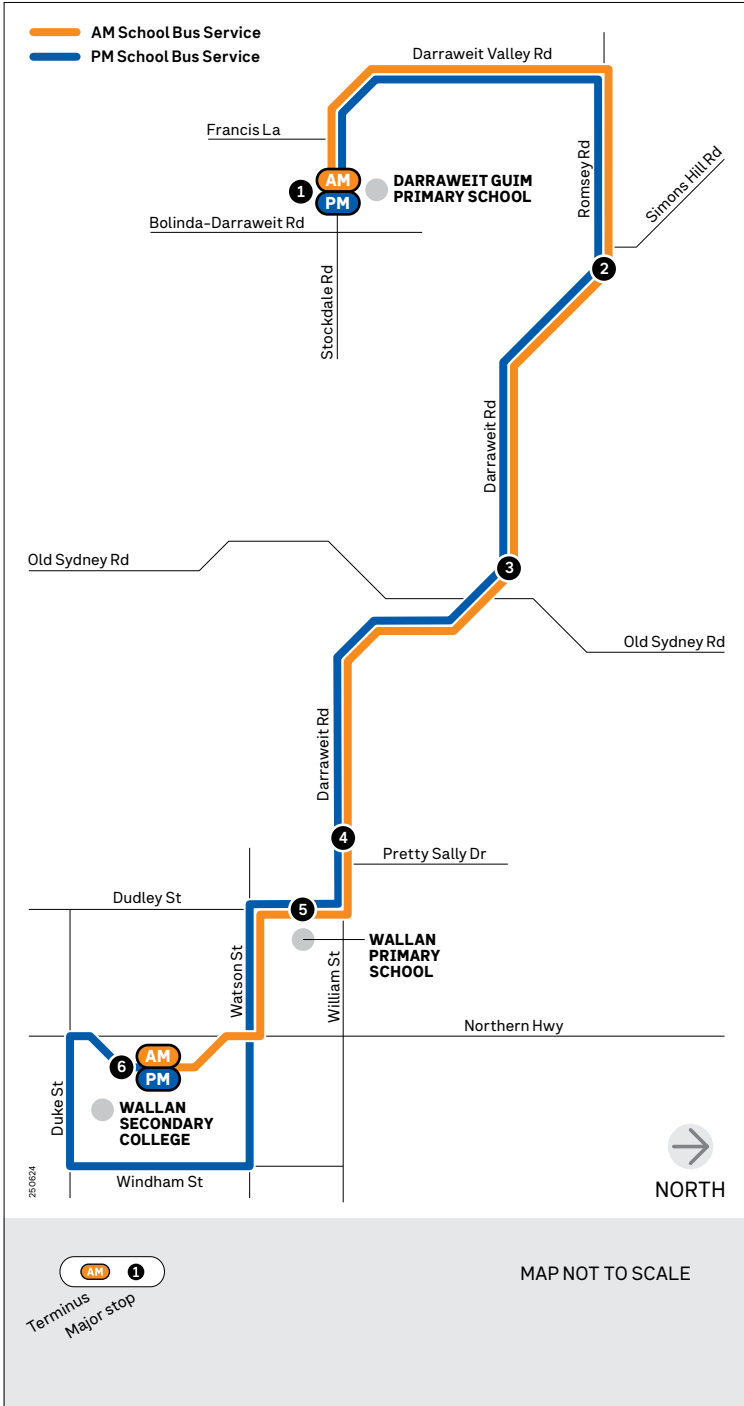 AM School Bus Service
PM School Bus Service
Darraweit Valley Rd
Francis La
Romsey Rd
Simons Hill Rd
1
AM
PM
DARRAWEIT GUIM
PRIMARY SCHOOL
Bolinda-Darraweit Rd
Stockdale Rd
2
Darraweit Rd
Old Sydney Rd
3
Old Sydney Rd
Darraweit Rd
4
Pretty Sally Dr
Dudley St
5
Watson St
WALLAN
PRIMARY
SCHOOL
William St
Northern Hwy
6
AM
PM
Duke St
WALLAN
SECONDARY
COLLEGE
Windham St
250624
NORTH
AM
1
Terminus
Major stop
MAP NOT TO SCALE